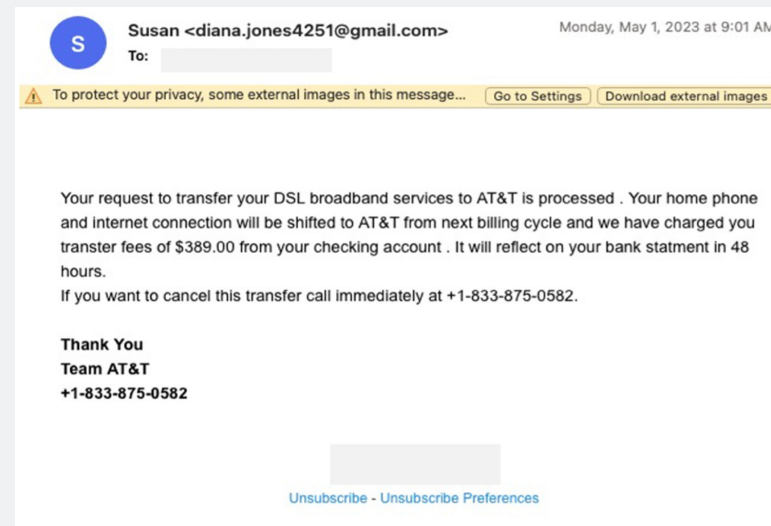 S
Susan <diana.jones4251@gmail.com>
Monday, May 1, 2023 at 9:01 AM
To:
To protect your privacy, some external images in this message...
Go to Settings
Download external images
Your request to transfer your DSL broadband services to AT&T is processed . Your home phone
and internet connection will be shifted to AT&T from next billing cycle and we have charged you
transter fees of $389.00 from your checking account . It will reflect on your bank statment in 48
hours.
If you want to cancel this transfer call immediately at +1-833-875-0582.
Thank You
Team AT&T
+1-833-875-0582
Unsubscribe - Unsubscribe Preferences